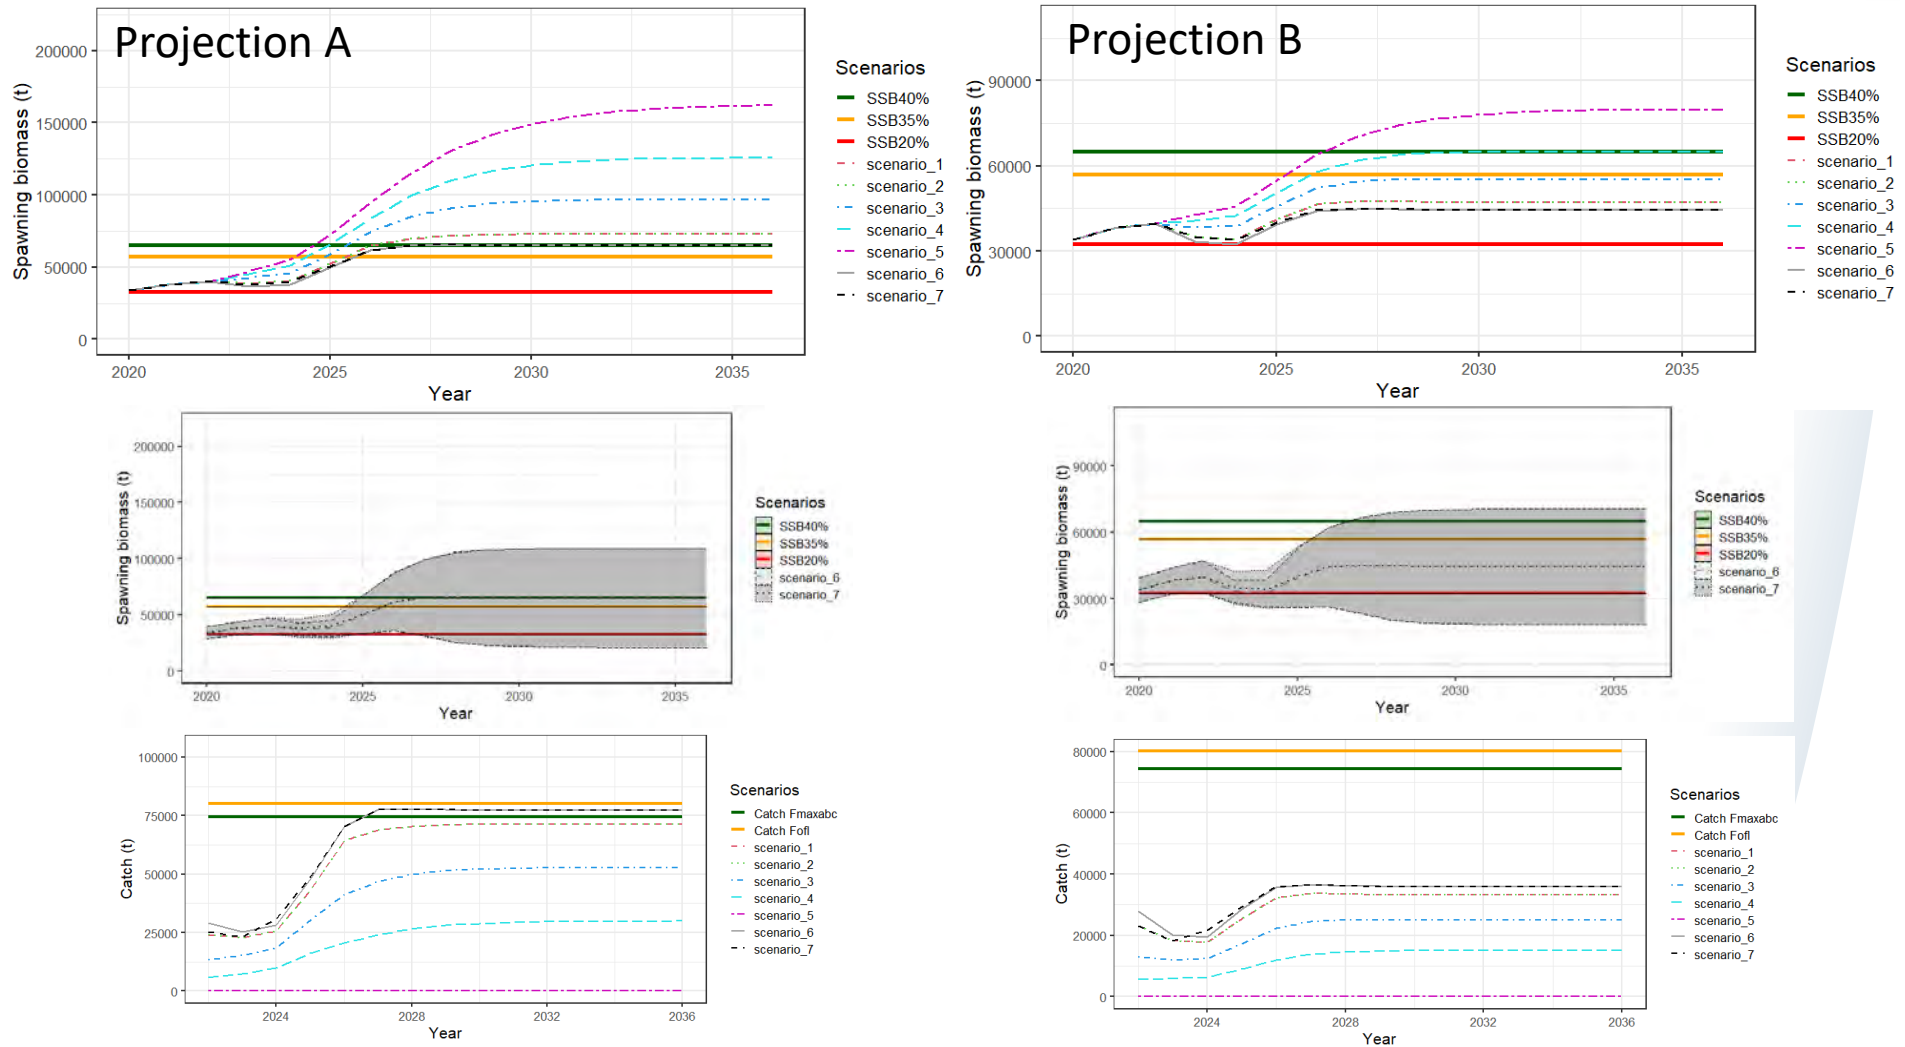 Projection A
Spawning biomass (t)
200000
150000
100000
50000
0
2020
2025
2030
2035
Year
Scenarios
SSB40%
SSB35%
SSB20%
scenario_1
scenario_2
scenario_3
scenario_4
scenario_5
scenario_6
scenario_7
Projection B
Spawning biomass (t)
90000
60000
30000
0
2020
2025
2030
2035
Year
Scenarios
SSB40%
SSB35%
SSB20%
scenario_1
scenario_2
scenario_3
scenario_4
scenario_5
scenario_6
scenario_7
Spawning biomass (t)
200000
150000
100000
50000
0
2020
2025
2030
2035
Year
Scenarios
SSB40%
SSB35%
SSB20%
scenario_6
scenario_7
Spawning biomass (t)
90000
60000
30000
0
2020
2025
2030
2035
Year
Scenarios
SSB40%
SSB35%
SSB20%
scenario_6
scenario_7
Catch (t)
100000
75000
50000
25000
0
2024
2028
2032
2036
Year
Scenarios
Catch Fmaxabc
Catch Fofl
scenario_1
scenario_2
scenario_3
scenario_4
scenario_5
scenario_6
scenario_7
Catch (t)
80000
60000
40000
20000
0
2024
2028
2032
2036
Year
Scenarios
Catch Fmaxabc
Catch Fofl
scenario_1
scenario_2
scenario_3
scenario_4
scenario_5
scenario_6
scenario_7